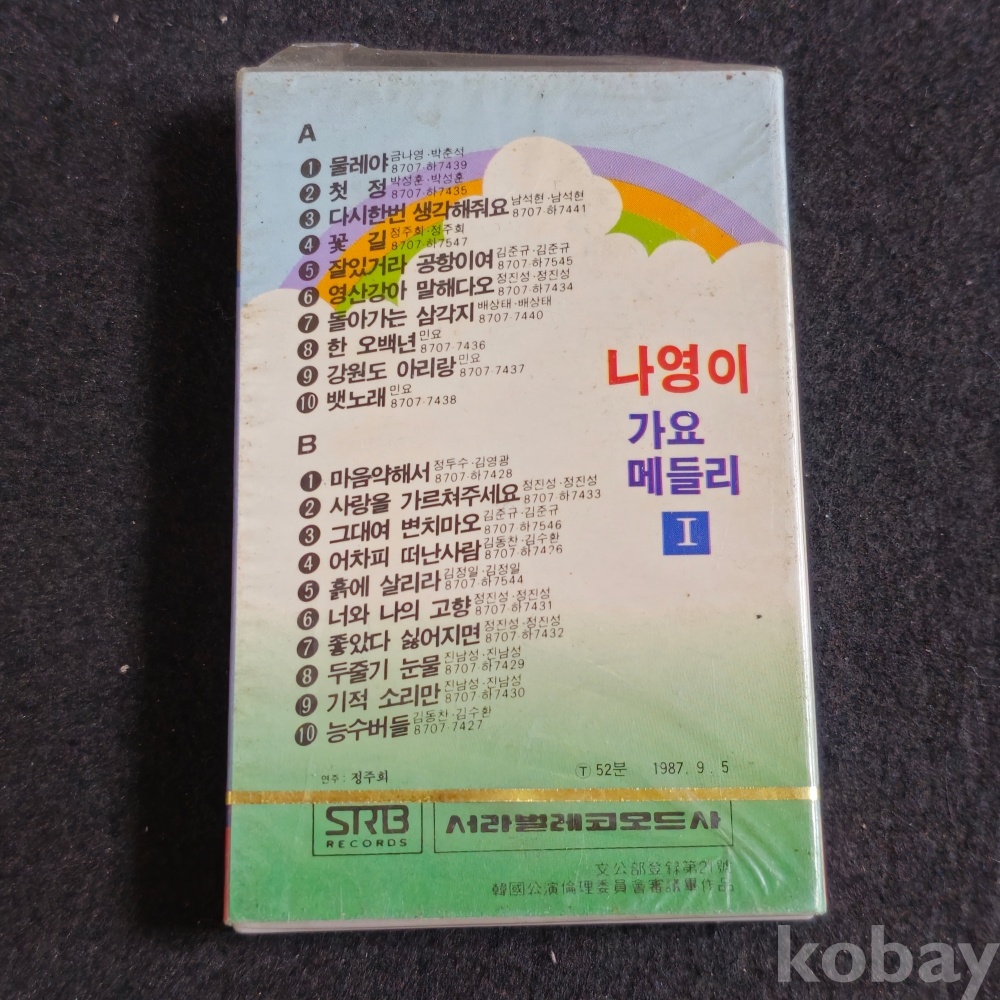 A
❶ 물레야 금나영·박춘석 8707·하7439
❷ 첫 정 박성훈·박성훈 8707·하7435
❸ 다시한번 생각해줘요 남석현·남석현 8707·하7441
❹ 꽃 길 정주희·정주희 8707·하7547
❺ 잘있거라 공항이여 김준규·김준규 8707·하7545
❻ 영산강아 말해다오 정진성·정진성 8707·하7434
❼ 돌아가는 삼각지 배상태·배상태 8707·7440
❽ 한 오백년 민요 8707·7436
❾ 강원도 아리랑 민요 8707·7437
❿ 뱃노래 민요 8707·7438
B
❶ 마음약해서 정두수·김영광 8707·하7428
❷ 사랑을 가르쳐주세요 정진성·정진성 8707·하7433
❸ 그대여 변치마오 김준규·김준규 8707·하7546
❹ 어차피 떠난사람 김동찬·김수환 8707·하7426
❺ 흙에 살리라 김정일·김정일 8707·하7544
❻ 너와 나의 고향 정진성·정진성 8707·하7431
❼ 좋았다 싫어지면 정진성·정진성 8707·하7432
❽ 두줄기 눈물 진남성·진남성 8707·하7429
❾ 기적 소리만 진남성·진남성 8707·하7430
❿ 능수버들 김동찬·김수환 8707·7427
나영이
가요
메들리
I
연주 : 정주희
Ⓣ 52분 1987. 9. 5
SRB
RECORDS
서라벌레코오드사
文公部登録第21號
韓國公演倫理委員會
kobay